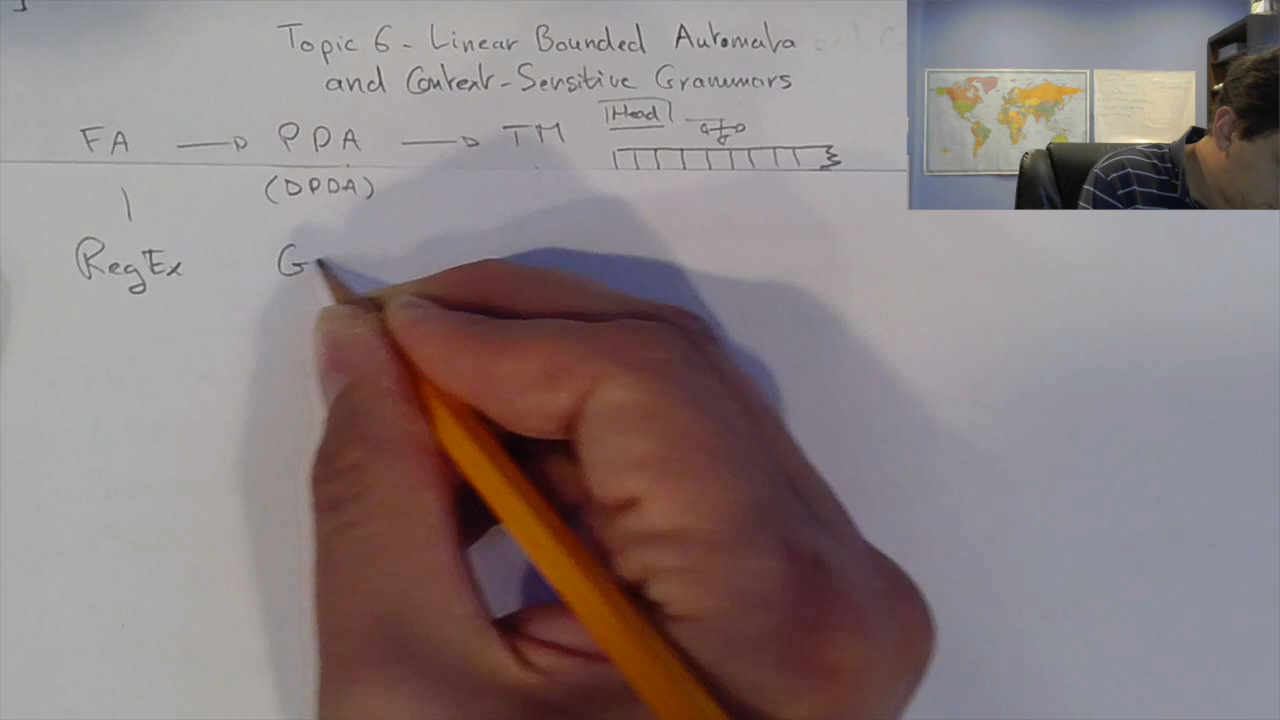 Topic 6 - Linear Bounded Automata
and Context-Sensitive Grammars
Head
FA → PDA → TM
(DPDA)
RegEx G